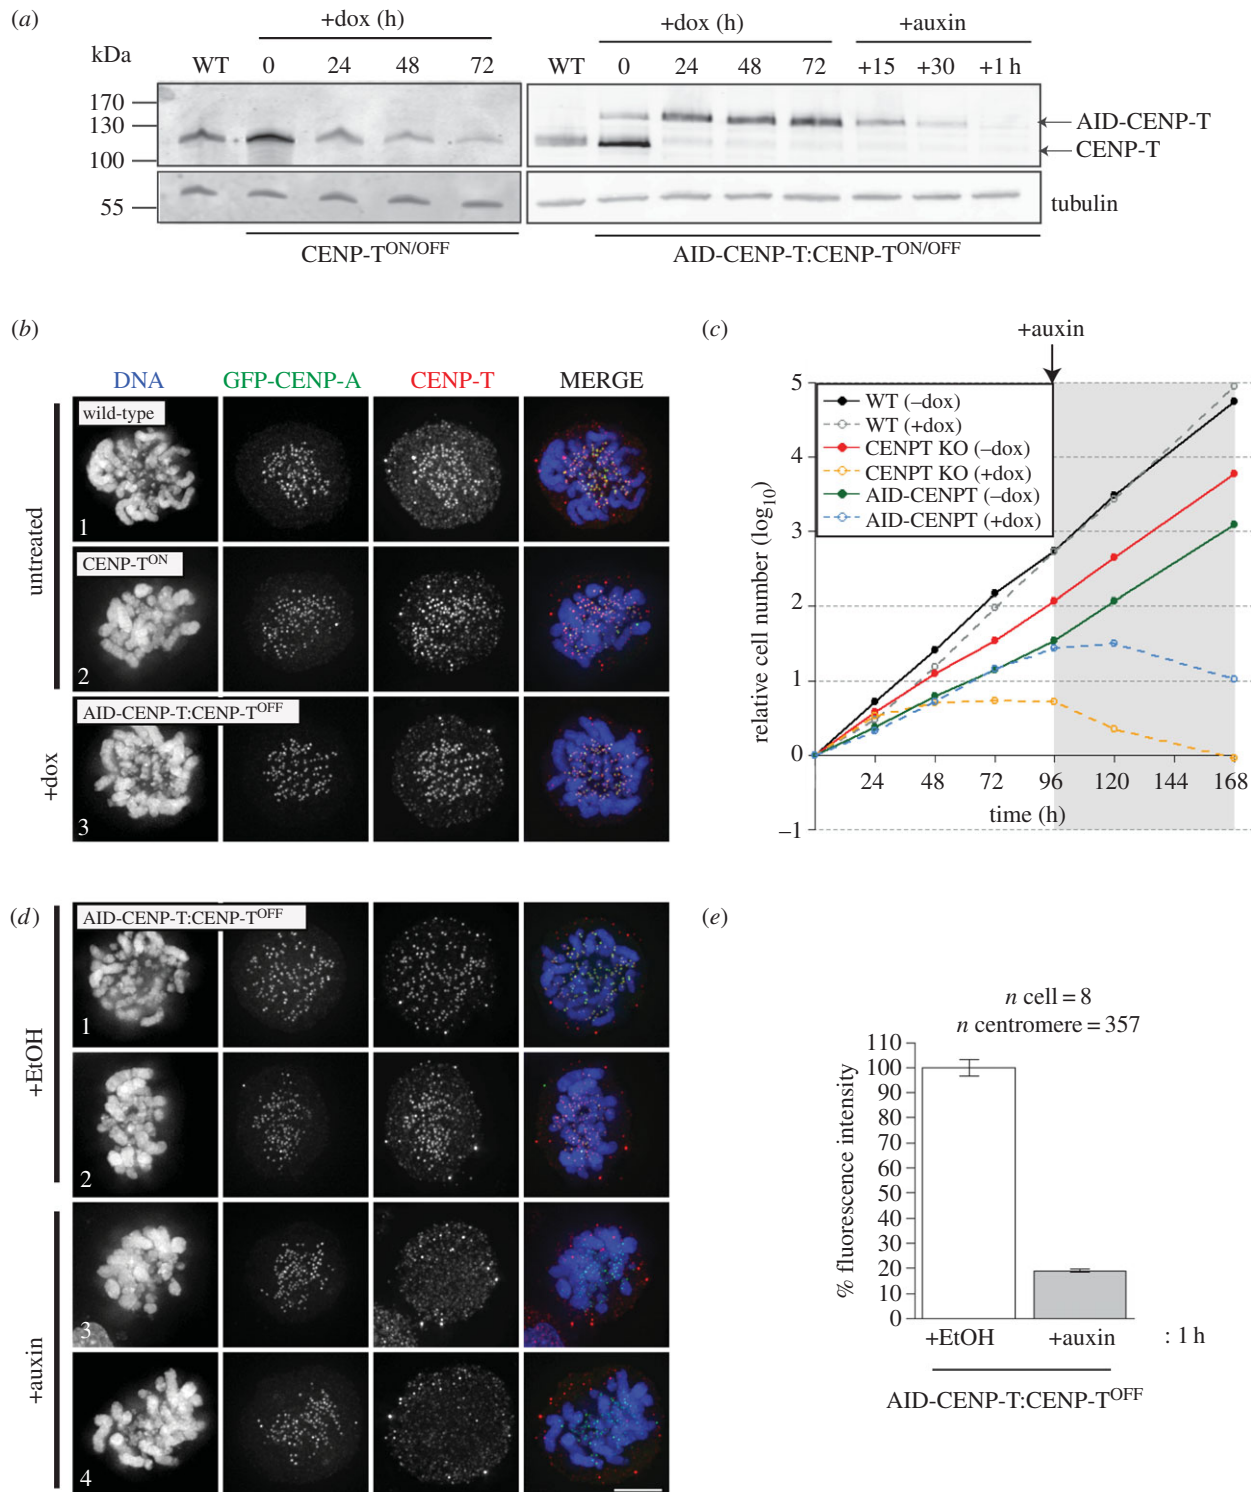 (a)
+dox (h)
+dox (h)
+auxin
kDa
WT 0 24 48 72
WT 0 24 48 72 +15 +30 +1 h
170
130
100
55
AID-CENP-T
CENP-T
tubulin
CENP-T^ON/OFF
AID-CENP-T:CENP-T^ON/OFF
(b)
DNA GFP-CENP-A CENP-T MERGE
untreated
wild-type
1
CENP-T^ON
2
+dox
AID-CENP-T:CENP-T^OFF
3
(c)
+auxin
WT (–dox)
WT (+dox)
CENPT KO (–dox)
CENPT KO (+dox)
AID-CENPT (–dox)
AID-CENPT (+dox)
relative cell number (log₁₀)
5
4
3
2
1
0
–1
24 48 72 96 120 144 168
time (h)
(d)
+EtOH
AID-CENP-T:CENP-T^OFF
1
2
+auxin
3
4
(e)
n cell = 8
n centromere = 357
% fluorescence intensity
110
100
90
80
70
60
50
40
30
20
10
0
+EtOH +auxin : 1 h
AID-CENP-T:CENP-T^OFF